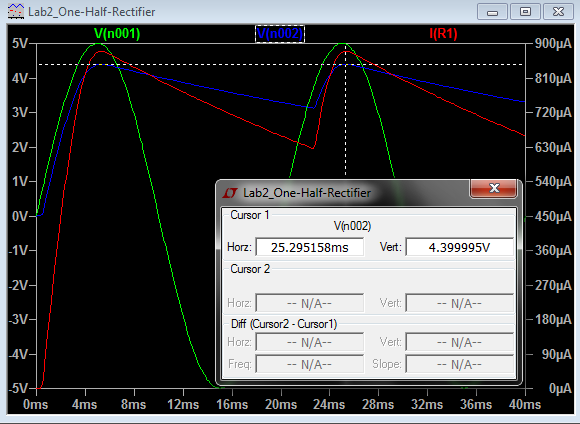 Lab2_One-Half-Rectifier
V(n001) V(n002) I(R1)
5V 900µA
4V 810µA
3V 720µA
2V 630µA
1V 540µA
0V 450µA
-1V 360µA
-2V 270µA
-3V 180µA
-4V 90µA
-5V 0µA
0ms 4ms 8ms 12ms 16ms 20ms 24ms 28ms 32ms 36ms 40ms
Lab2_One-Half-Rectifier
Cursor 1
V(n002)
Horz: 25.295158ms Vert: 4.399995V
Cursor 2
Horz: -- N/A-- Vert: -- N/A--
Diff (Cursor2 - Cursor1)
Horz: -- N/A-- Vert: -- N/A--
Freq: -- N/A-- Slope: -- N/A--